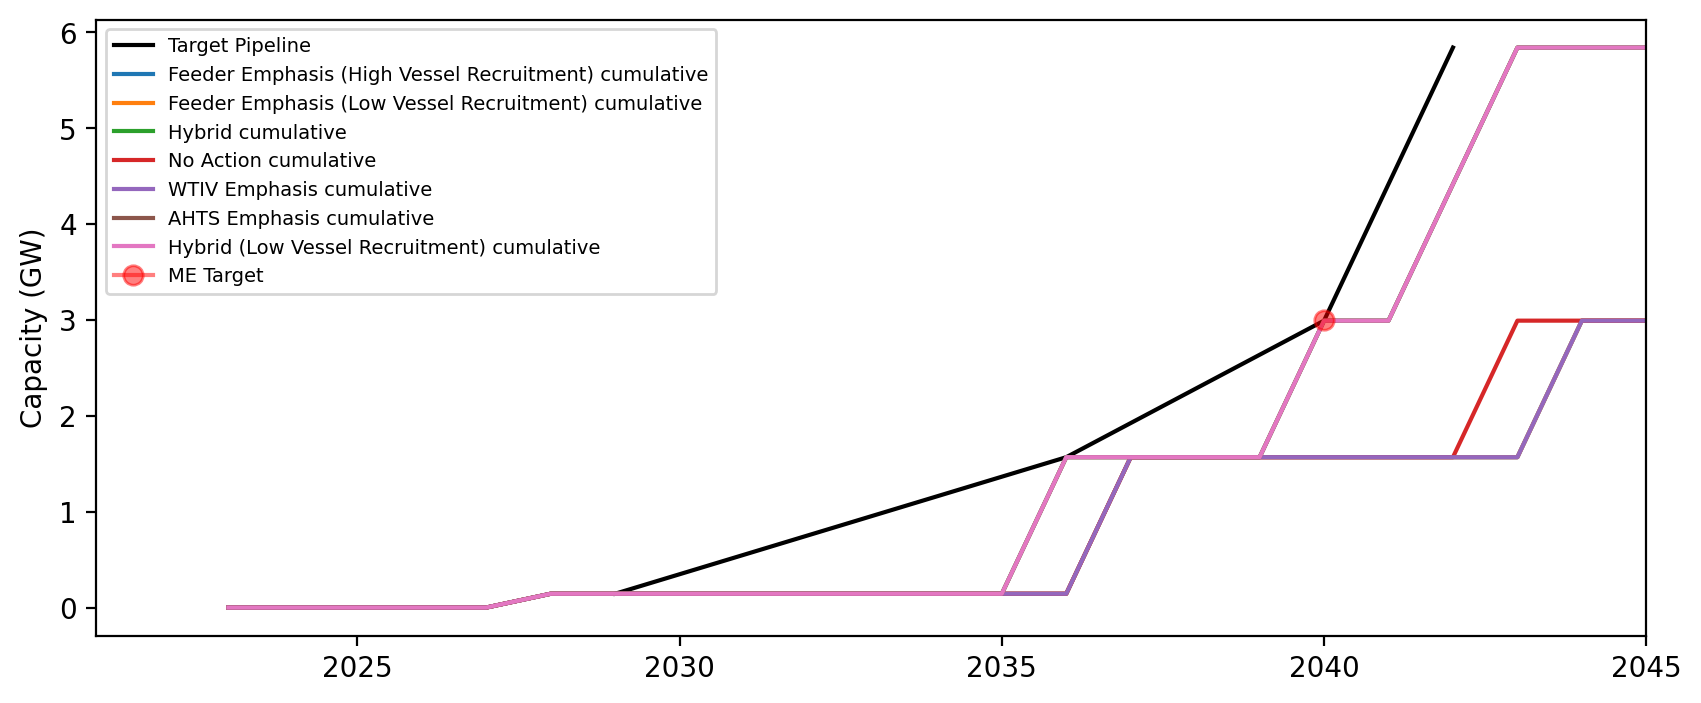 6
5
4
3
2
1
0
Capacity (GW)
Target Pipeline
Feeder Emphasis (High Vessel Recruitment) cumulative
Feeder Emphasis (Low Vessel Recruitment) cumulative
Hybrid cumulative
No Action cumulative
WTIV Emphasis cumulative
AHTS Emphasis cumulative
Hybrid (Low Vessel Recruitment) cumulative
ME Target
2025 2030 2035 2040 2045